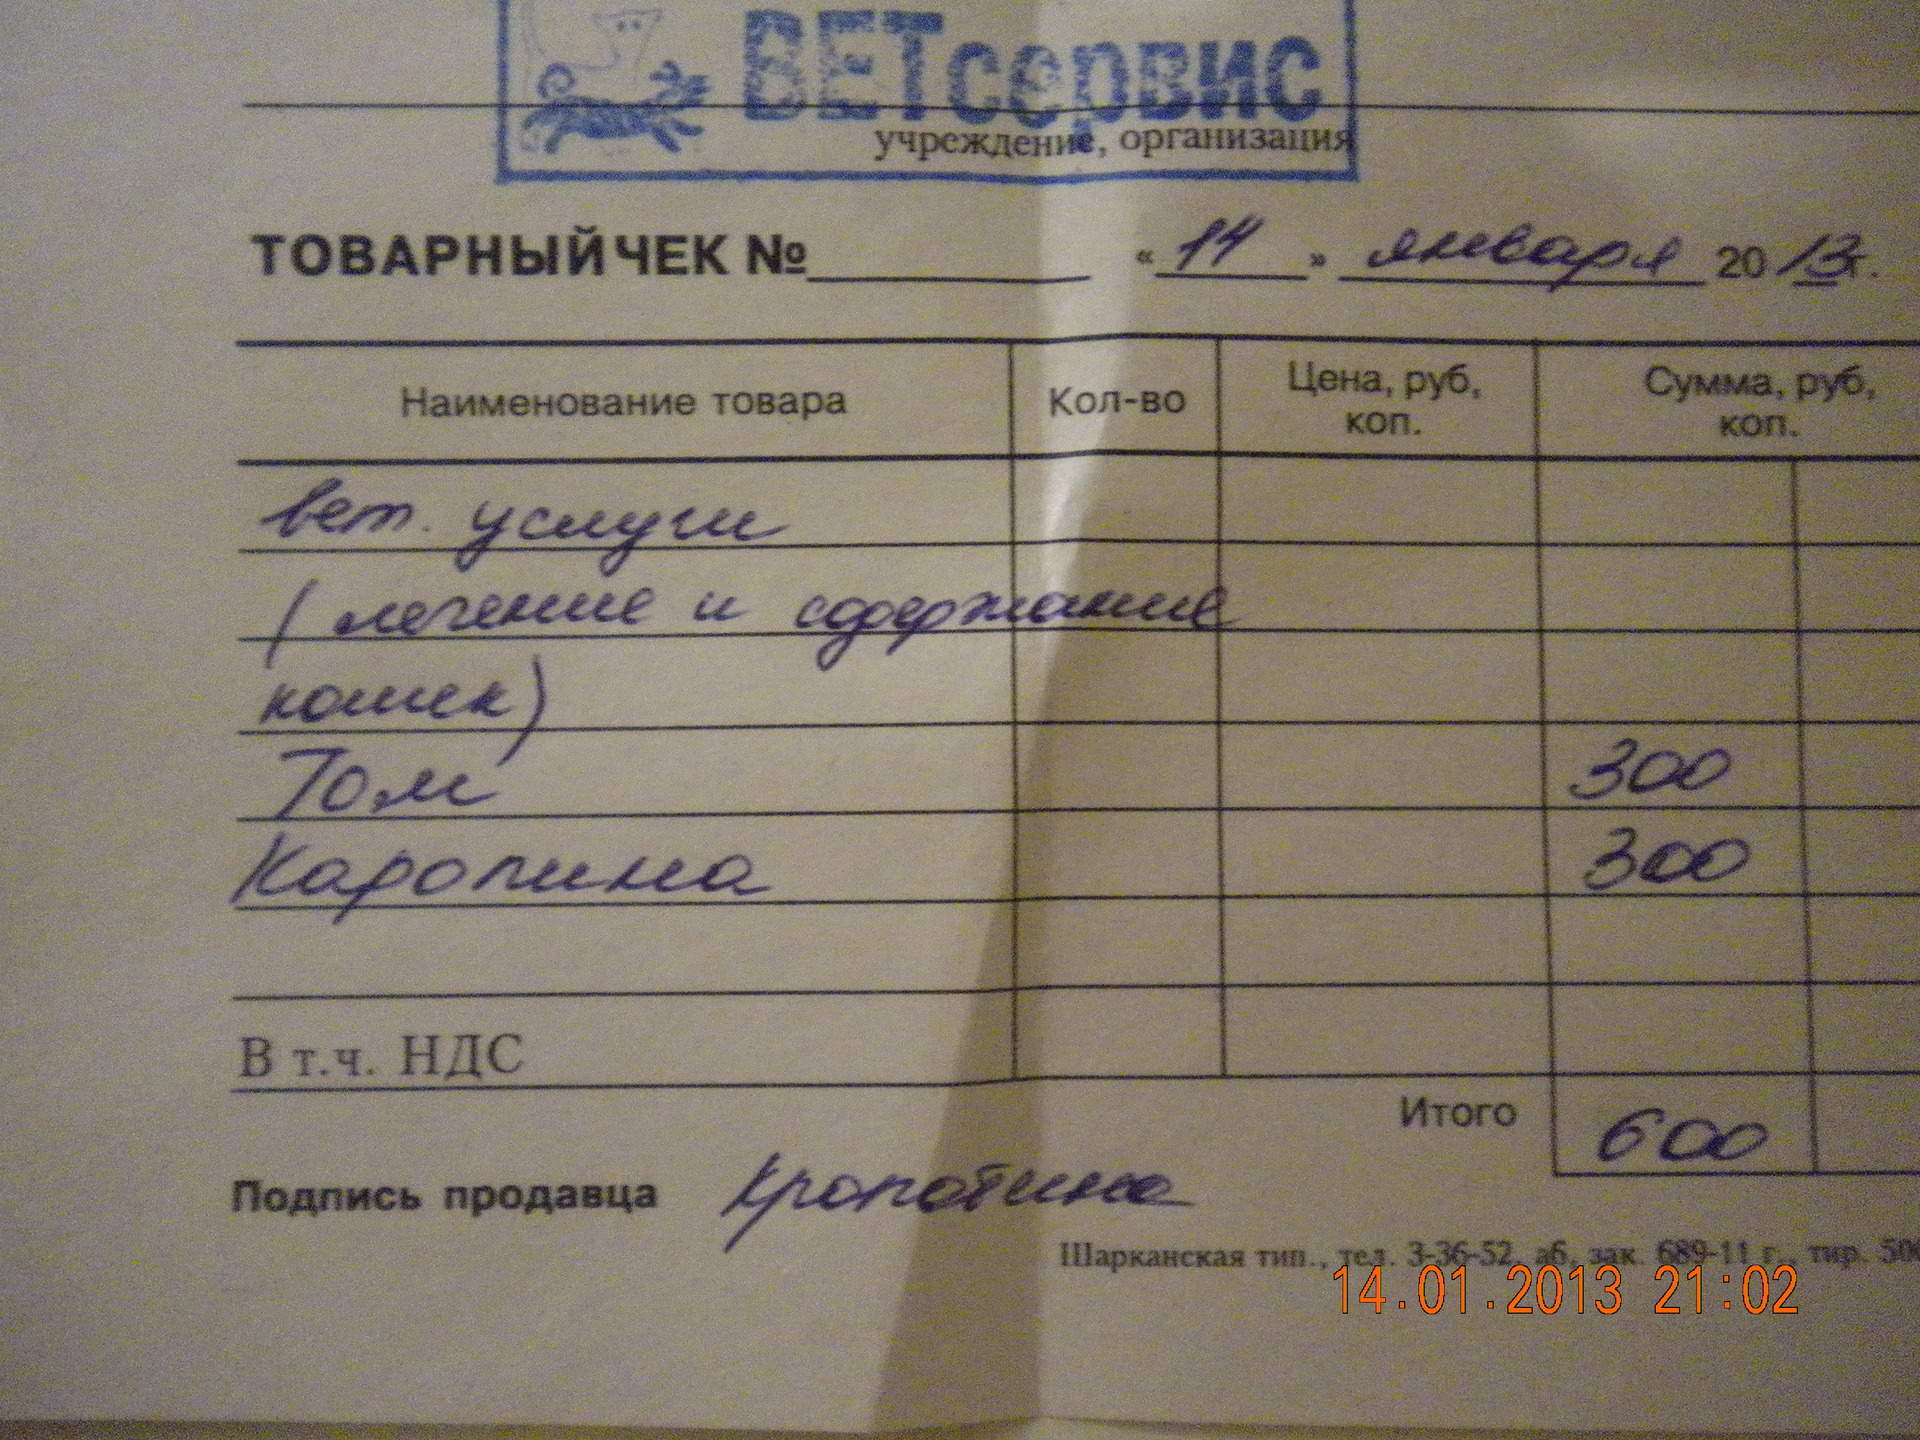 ВЕТсервис
учреждение, организация
ТОВАРНЫЙ ЧЕК № « 14 » января 2013г.
Наименование товара Кол-во Цена, руб, коп. Сумма, руб, коп.
вет. услуги
( лечение и содержание
кошек)
Том 300
Каролина 300
В т.ч. НДС
Итого 600
Подпись продавца Кропотина
Шарканская тип., тел. 3-36-52, аб, зак. 689-11 г., тир. 500
14.01.2013 21:02